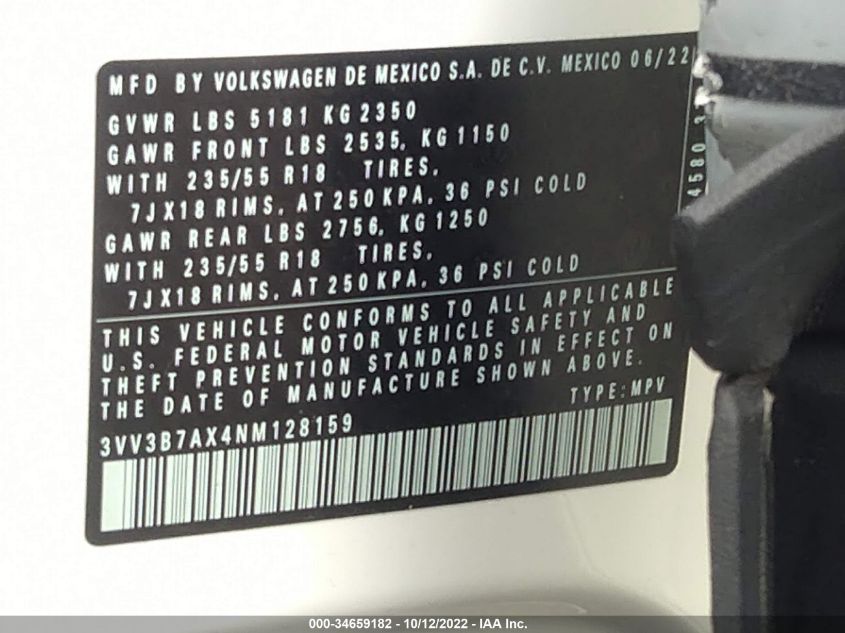 MFD BY VOLKSWAGEN DE MEXICO S.A. DE C.V. MEXICO 06/22
GVWR LBS 5181 KG 2350
GAWR FRONT LBS 2535, KG 1150
WITH 235/55 R18 TIRES,
7JX18 RIMS, AT 250 KPA, 36 PSI COLD
GAWR REAR LBS 2756, KG 1250
WITH 235/55 R18 TIRES,
7JX18 RIMS, AT 250 KPA, 36 PSI COLD
THIS VEHICLE CONFORMS TO ALL APPLICABLE
U.S. FEDERAL MOTOR VEHICLE SAFETY AND
THEFT PREVENTION STANDARDS IN EFFECT ON
THE DATE OF MANUFACTURE SHOWN ABOVE.
TYPE:MPV
3VV3B7AX4NM128159
000-34659182 - 10/12/2022 - IAA Inc.